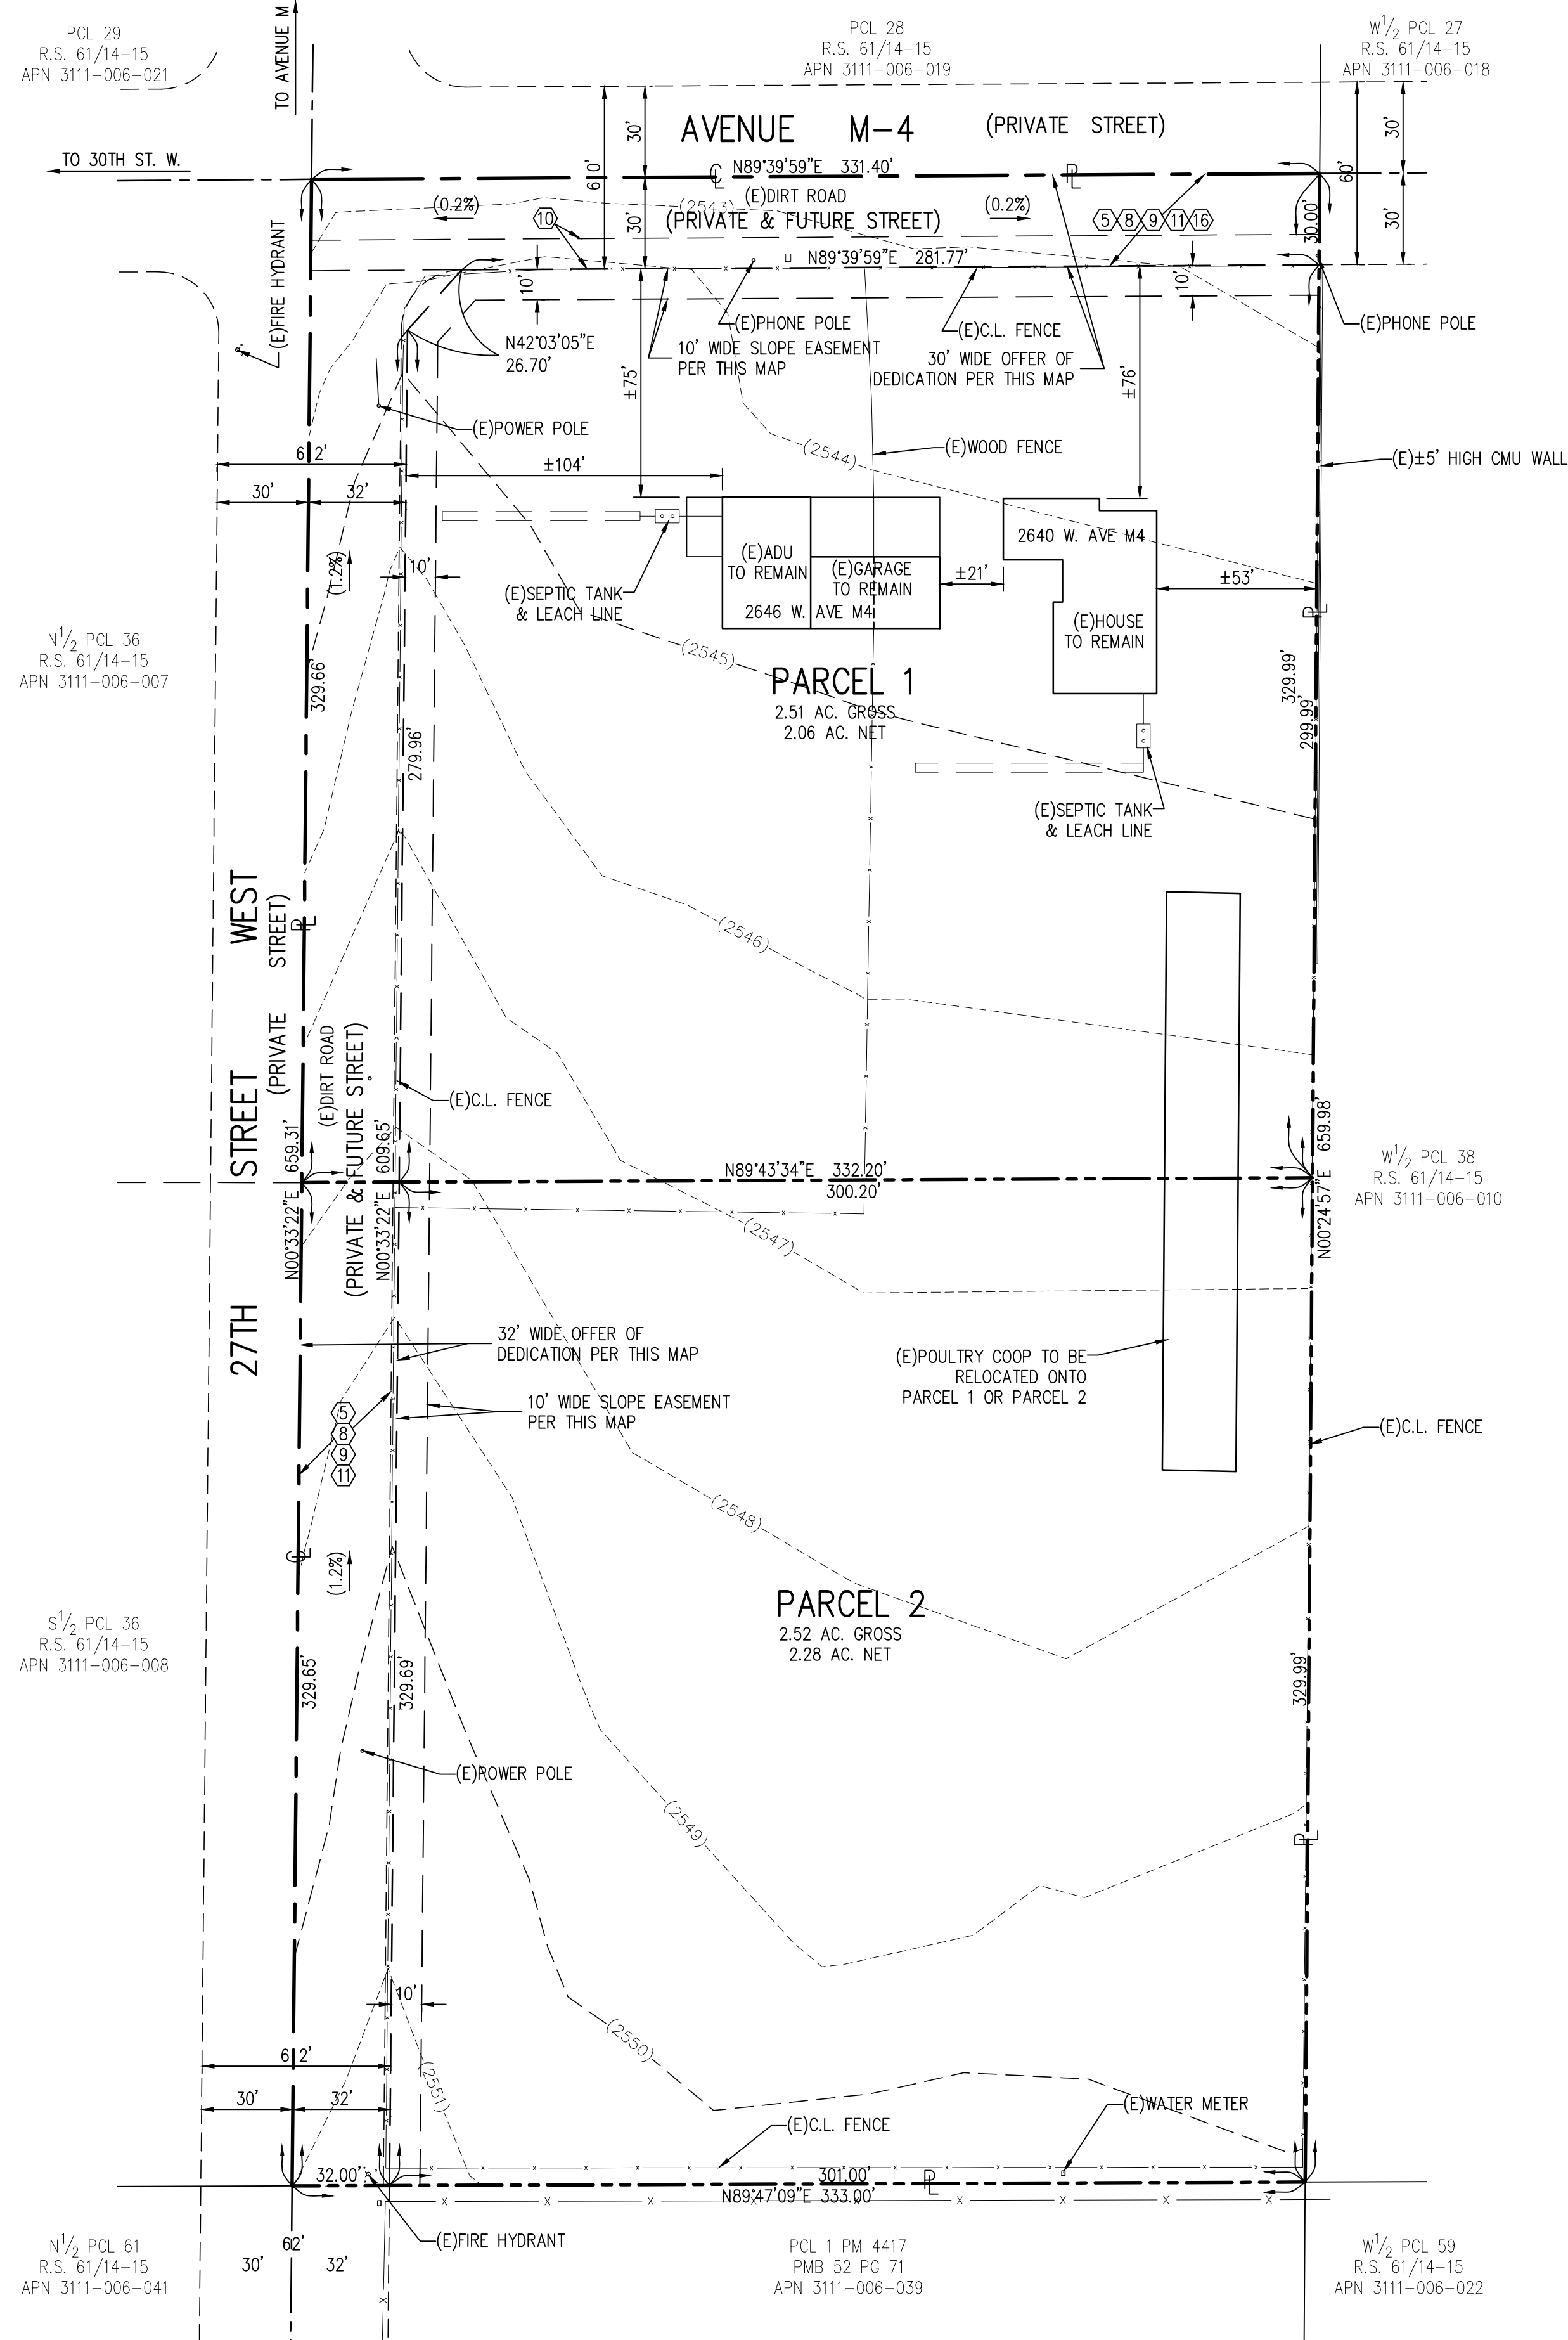 PCL 29
R.S. 61/14-15
APN 3111-006-021
TO AVENUE M
PCL 28
R.S. 61/14-15
APN 3111-006-019
W1/2 PCL 27
R.S. 61/14-15
APN 3111-006-018
AVENUE M-4 (PRIVATE STREET)
TO 30TH ST. W.
60'
30'
30'
60'
30'
30'
30.00'
N89°39'59"E 331.40'
(E)DIRT ROAD
(PRIVATE & FUTURE STREET)
(0.2%)
(2543)
(0.2%)
10
5 8 9 11 16
N89°39'59"E 281.77'
10'
10'
(E)FIRE HYDRANT
(E)PHONE POLE
(E)C.L. FENCE
(E)PHONE POLE
N42°03'05"E
26.70'
10' WIDE SLOPE EASEMENT
PER THIS MAP
30' WIDE OFFER OF
DEDICATION PER THIS MAP
±75'
±76'
(E)POWER POLE
(2544)
(E)WOOD FENCE
(E)±5' HIGH CMU WALL
62'
±104'
30'
32'
(1.2%)
10'
(E)SEPTIC TANK
& LEACH LINE
(E)ADU
TO REMAIN
(E)GARAGE
TO REMAIN
2646 W. AVE M4
±21'
2640 W. AVE M4
±53'
(E)HOUSE
TO REMAIN
PL
N1/2 PCL 36
R.S. 61/14-15
APN 3111-006-007
329.66'
279.96'
(2545)
PARCEL 1
2.51 AC. GROSS
2.06 AC. NET
329.99'
299.99'
(E)SEPTIC TANK
& LEACH LINE
27TH STREET WEST
(PRIVATE STREET)
PL
(E)DIRT ROAD
(PRIVATE & FUTURE STREET)
(2546)
(E)C.L. FENCE
N00°33'22"E 659.31'
N00°33'22"E 609.65'
N89°43'34"E 332.20'
300.20'
N00°24'57"E 659.98'
W1/2 PCL 38
R.S. 61/14-15
APN 3111-006-010
(2547)
32' WIDE OFFER OF
DEDICATION PER THIS MAP
(E)POULTRY COOP TO BE
RELOCATED ONTO
PARCEL 1 OR PARCEL 2
10' WIDE SLOPE EASEMENT
PER THIS MAP
5
8
9
11
(E)C.L. FENCE
(2548)
CL
(1.2%)
PARCEL 2
2.52 AC. GROSS
2.28 AC. NET
S1/2 PCL 36
R.S. 61/14-15
APN 3111-006-008
329.65'
329.69'
329.99'
(E)POWER POLE
(2549)
PL
10'
(2550)
62'
(2551)
30'
32'
(E)WATER METER
(E)C.L. FENCE
32.00'
301.00'
N89°47'09"E 333.00'
PL
(E)FIRE HYDRANT
N1/2 PCL 61
R.S. 61/14-15
APN 3111-006-041
62'
30'
32'
PCL 1 PM 4417
PMB 52 PG 71
APN 3111-006-039
W1/2 PCL 59
R.S. 61/14-15
APN 3111-006-022